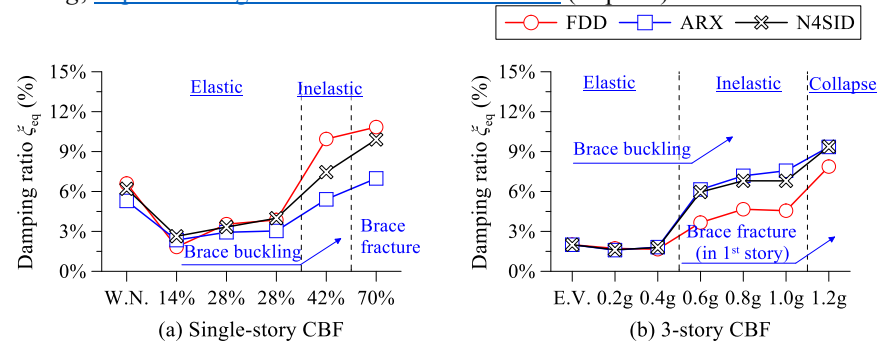 FDD ARX N4SID
15%
12%
9%
6%
3%
0%
Damping ratio ξeq (%)
Elastic
Inelastic
Brace buckling
Brace
fracture
W.N. 14% 28% 28% 42% 70%
(a) Single-story CBF
15%
12%
9%
6%
3%
0%
Damping ratio ξeq (%)
Elastic
Inelastic
Collapse
Brace buckling
Brace fracture
(in 1st story)
E.V. 0.2g 0.4g 0.6g 0.8g 1.0g 1.2g
(b) 3-story CBF